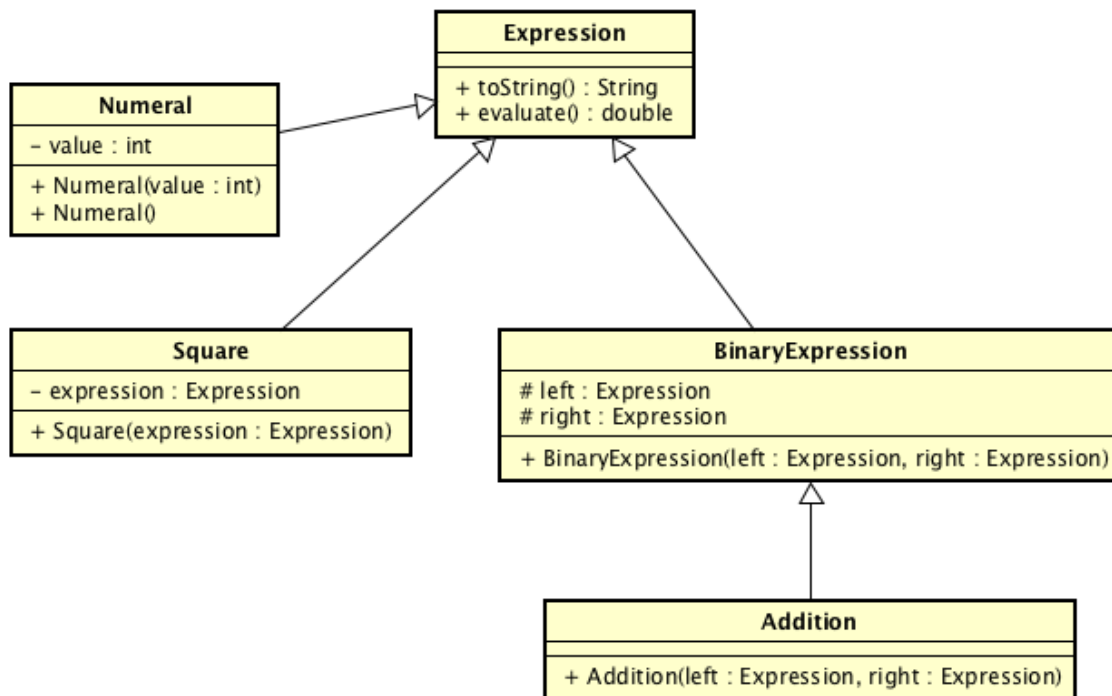 Expression
+ toString() : String
+ evaluate() : double
Numeral
– value : int
+ Numeral(value : int)
+ Numeral()
Square
– expression : Expression
+ Square(expression : Expression)
BinaryExpression
# left : Expression
# right : Expression
+ BinaryExpression(left : Expression, right : Expression)
Addition
+ Addition(left : Expression, right : Expression)